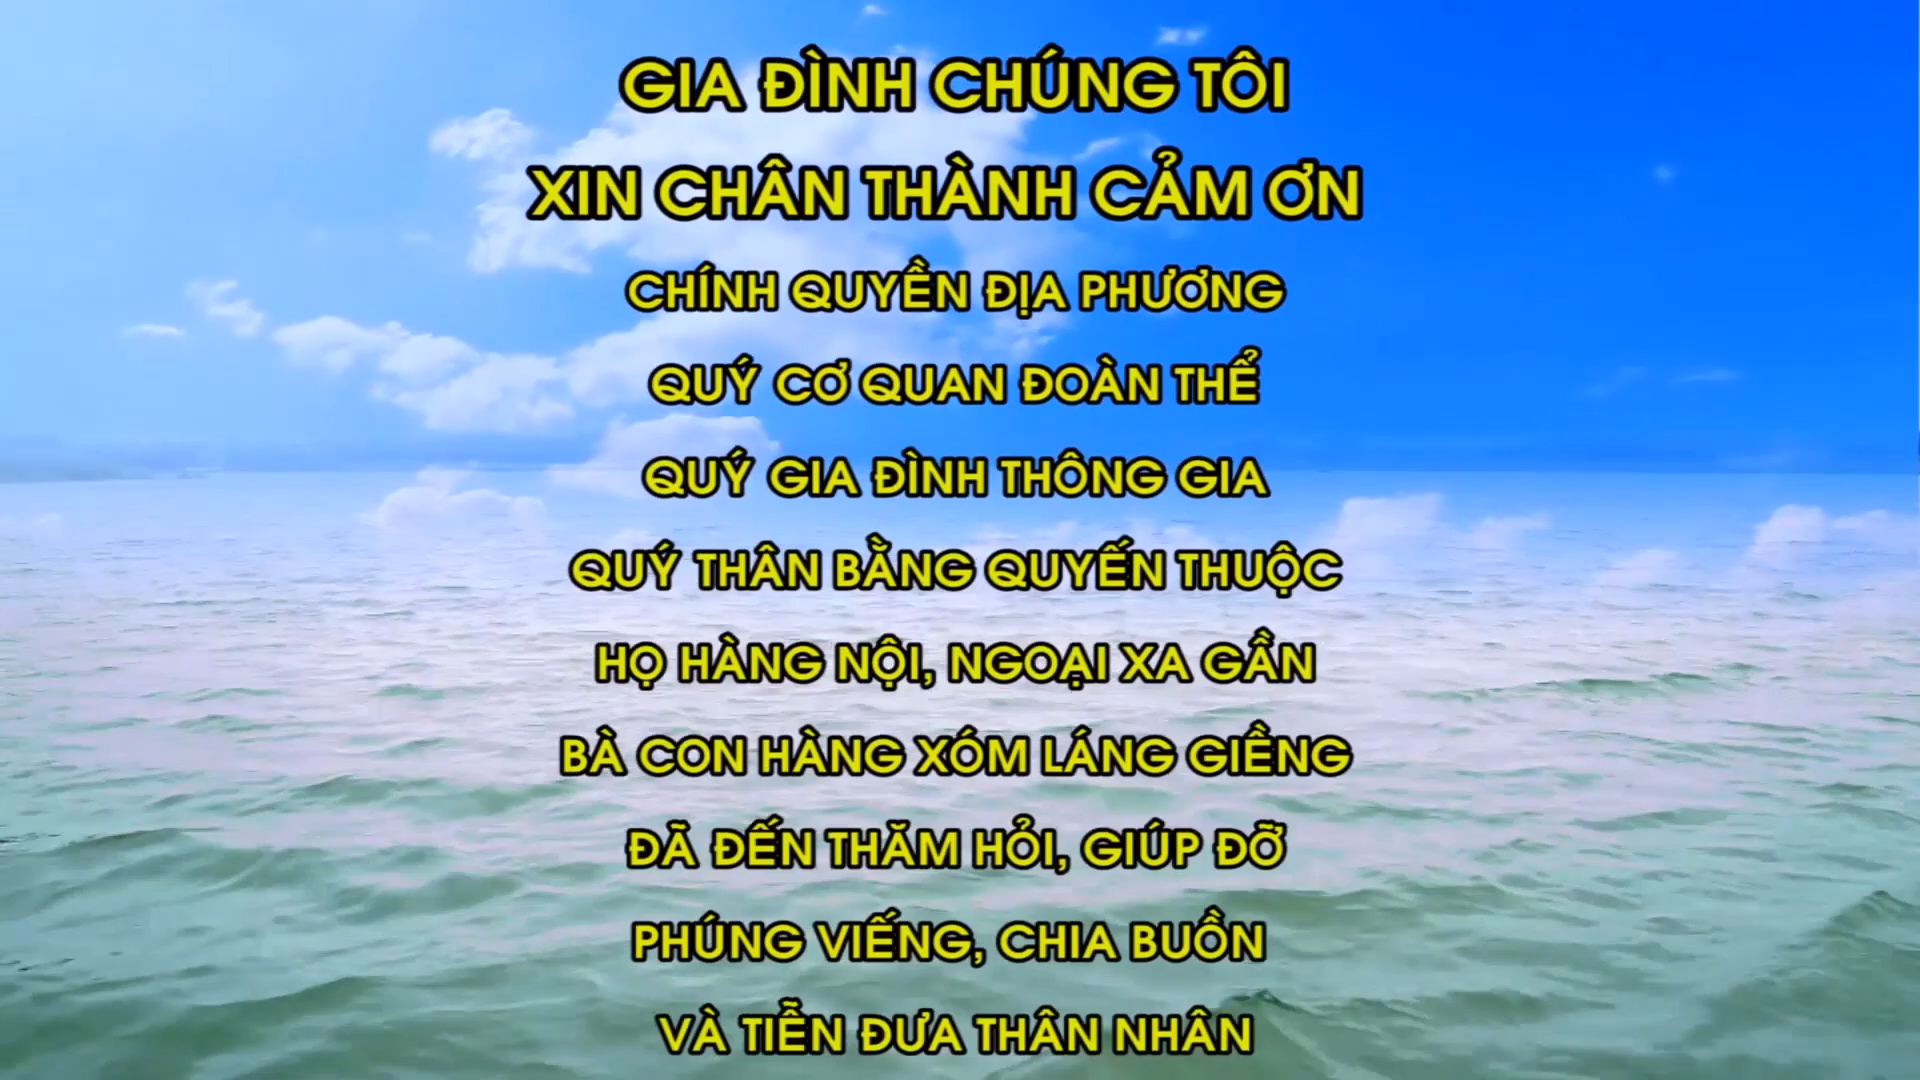 GIA ĐÌNH CHÚNG TÔI
XIN CHÂN THÀNH CẢM ƠN
CHÍNH QUYỀN ĐỊA PHƯƠNG
QUÝ CƠ QUAN ĐOÀN THỂ
QUÝ GIA ĐÌNH THÔNG GIA
QUÝ THÂN BẰNG QUYẾN THUỘC
HỌ HÀNG NỘI, NGOẠI XA GẦN
BÀ CON HÀNG XÓM LÁNG GIỀNG
ĐÃ ĐẾN THĂM HỎI, GIÚP ĐỠ
PHÚNG VIẾNG, CHIA BUỒN
VÀ TIỄN ĐƯA THÂN NHÂN